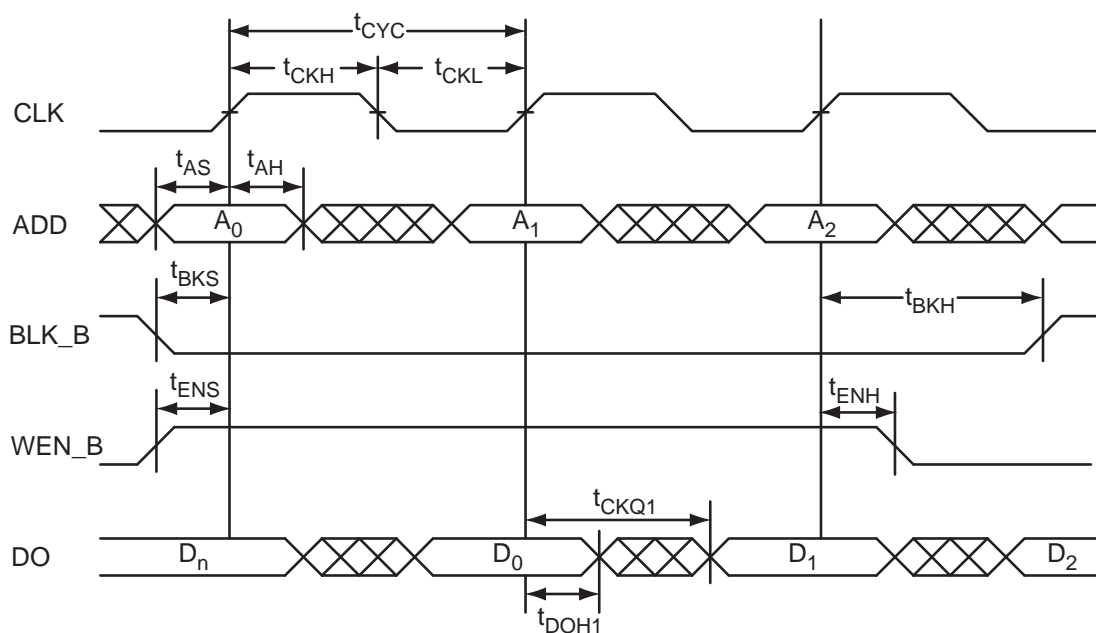 tCYC
tCKH tCKL
CLK
tAS tAH
ADD A0 A1 A2
tBKS tBKH
BLK_B
tENS tENH
WEN_B
tCKQ1
DO Dn D0 D1 D2
tDOH1